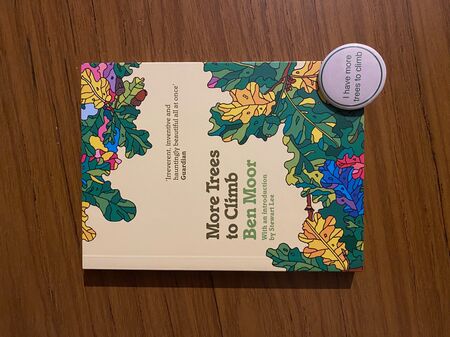 'Irreverent, inventive and
hauntingly beautiful all at once'
Guardian
More Trees
to Climb
Ben Moor
With an introduction
by Stewart Lee
I have more
trees to climb